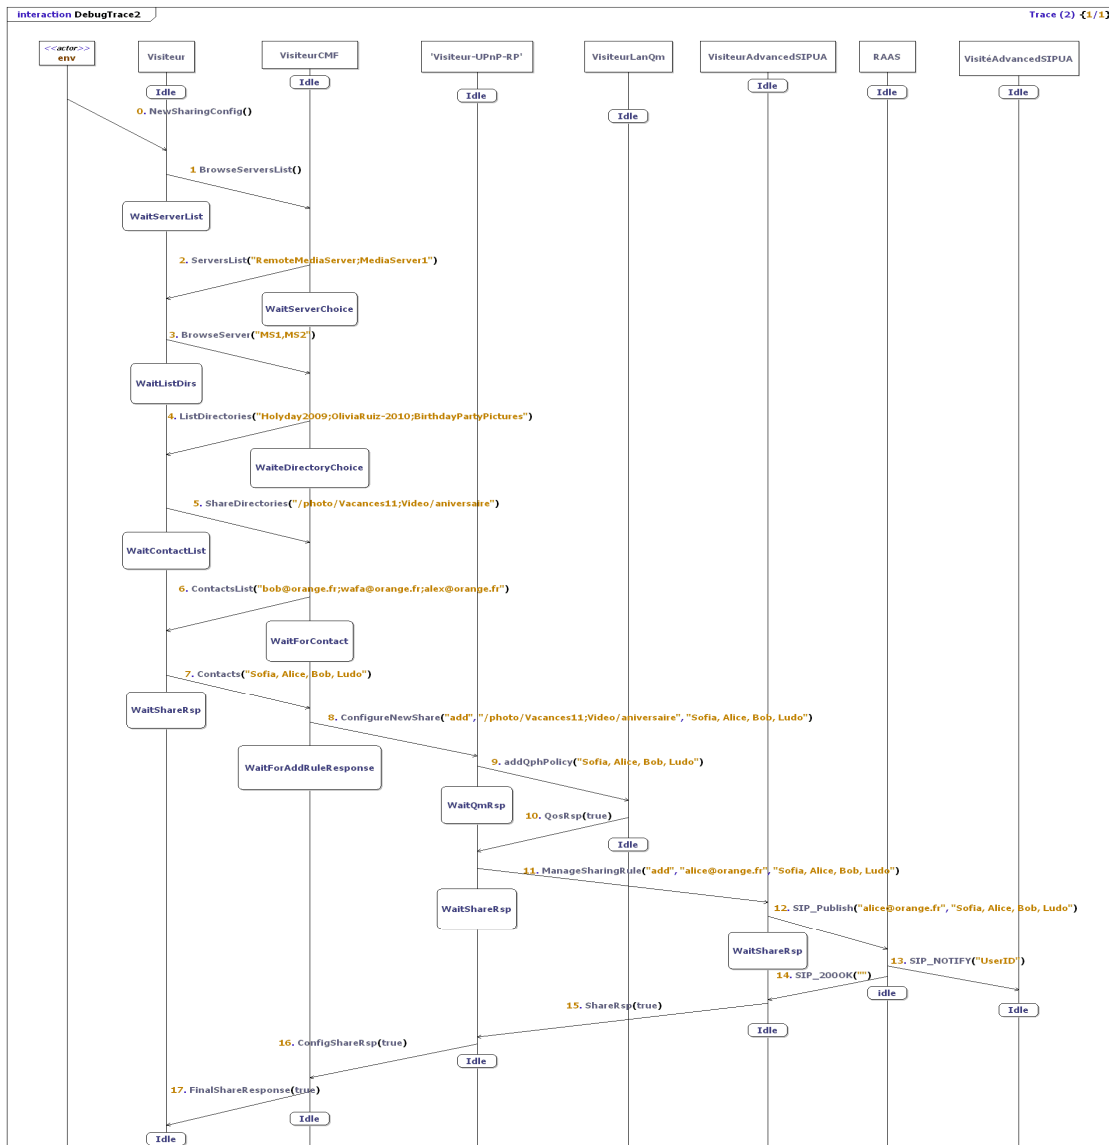 interaction DebugTrace2
Trace (2) {1/1}
<<actor>>
env
Visiteur
VisiteurCMF
'Visiteur-UPnP-RP'
VisiteurLanQm
VisiteurAdvancedSIPUA
RAAS
VisitéAdvancedSIPUA
Idle
Idle
Idle
Idle
Idle
Idle
Idle
0. NewSharingConfig()
1 BrowseServersList()
WaitServerList
2. ServersList("RemoteMediaServer;MediaServer1")
WaitServerChoice
3. BrowseServer("MS1,MS2")
WaitListDirs
4. ListDirectories("Holyday2009;OliviaRuiz-2010;BirthdayPartyPictures")
WaiteDirectoryChoice
5. ShareDirectories("/photo/Vacances11;Video/aniversaire")
WaitContactList
6. ContactsList("bob@orange.fr;wafa@orange.fr;alex@orange.fr")
WaitForContact
7. Contacts("Sofia, Alice, Bob, Ludo")
WaitShareRsp
8. ConfigureNewShare("add", "/photo/Vacances11;Video/aniversaire", "Sofia, Alice, Bob, Ludo")
WaitForAddRuleResponse
9. addQphPolicy("Sofia, Alice, Bob, Ludo")
WaitQmRsp
10. QosRsp(true)
Idle
11. ManageSharingRule("add", "alice@orange.fr", "Sofia, Alice, Bob, Ludo")
WaitShareRsp
12. SIP_Publish("alice@orange.fr", "Sofia, Alice, Bob, Ludo")
WaitShareRsp
13. SIP_NOTIFY("UserID")
14. SIP_200OK("")
idle
15. ShareRsp(true)
Idle
Idle
16. ConfigShareRsp(true)
Idle
17. FinalShareResponse(true)
Idle
Idle